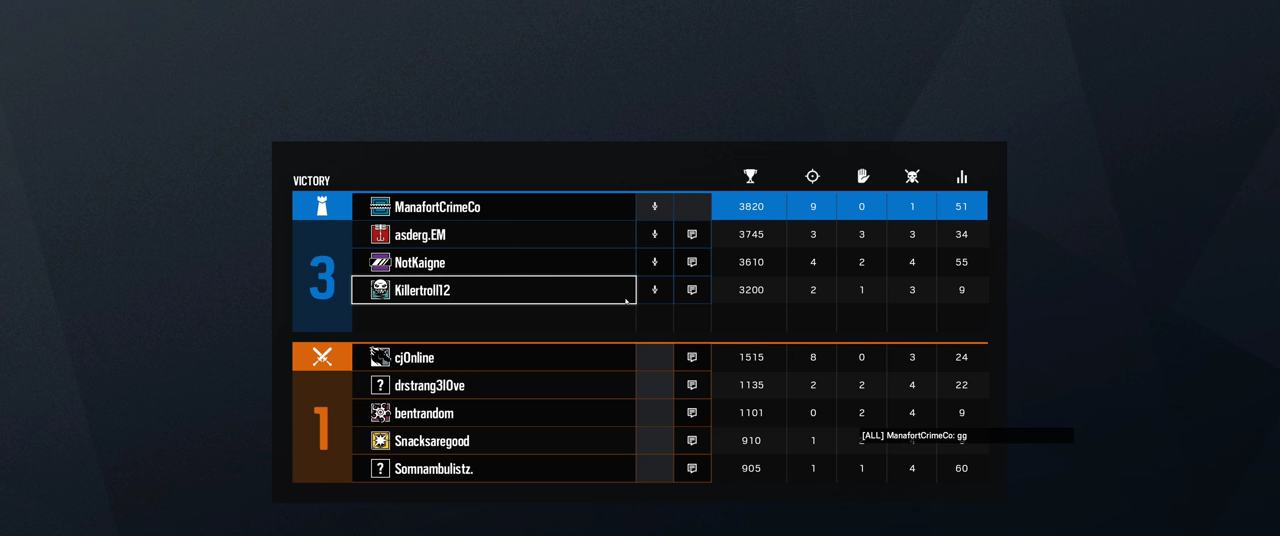 VICTORY
ManafortCrimeCo 3820 9 0 1 51
3
asderg.EM 3745 3 3 3 34
NotKaigne 3610 4 2 4 55
Killertroll12 3200 2 1 3 9
cjOnline 1515 8 0 3 24
1
? drstrang3l0ve 1135 2 2 4 22
bentrandom 1101 0 2 4 9
[ALL] ManafortCrimeCo: gg
Snacksaregood 910 1
? Somnambulistz. 905 1 1 4 60